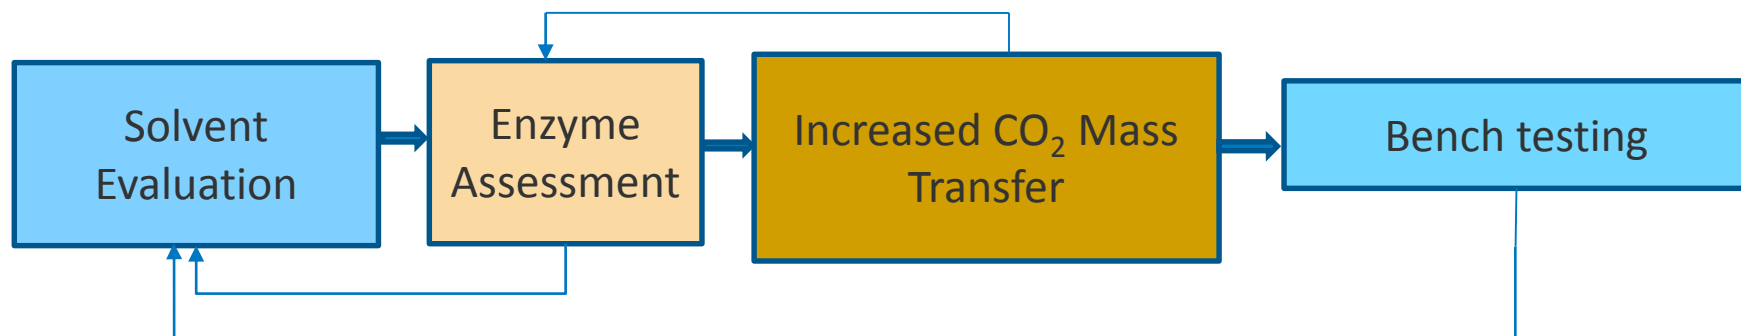 Solvent
Evaluation
Enzyme
Assessment
Increased CO₂ Mass
Transfer
Bench testing